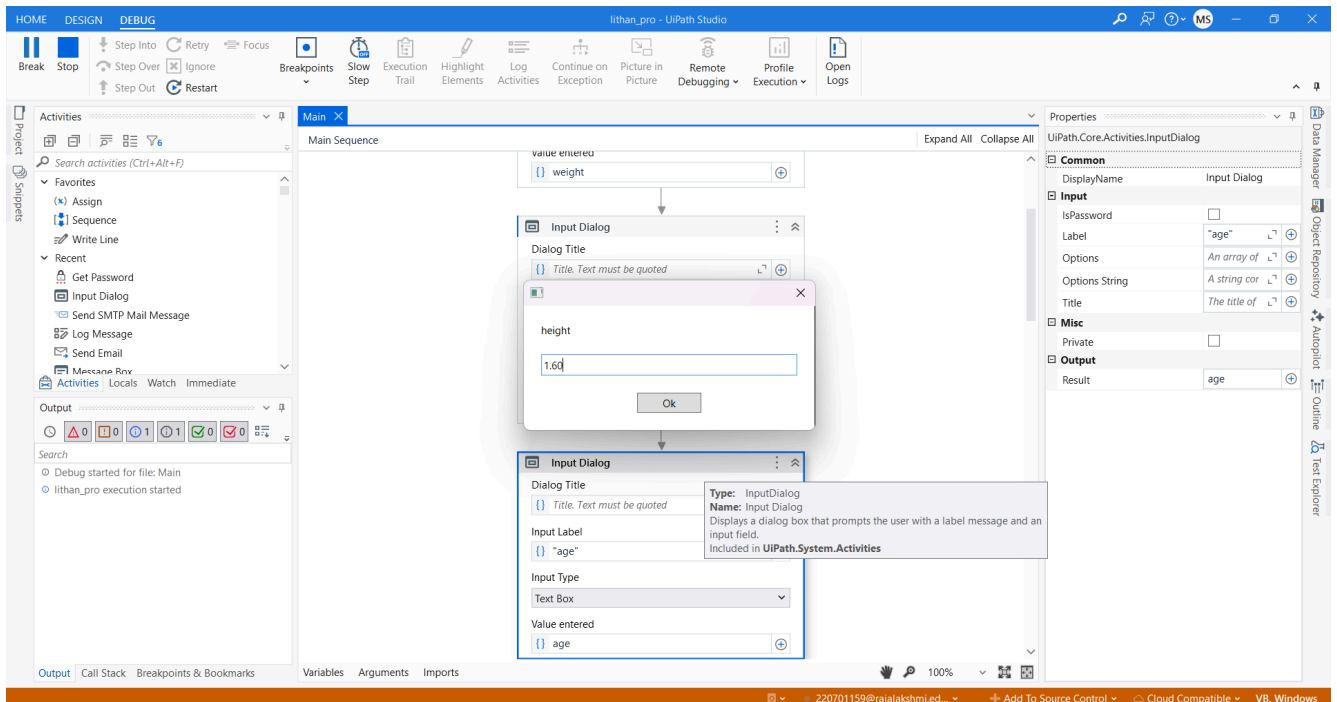 HOME DESIGN DEBUG lithan_pro - UiPath Studio MS
Break Stop
Step Into Retry Focus
Step Over Ignore
Step Out Restart
Breakpoints
Slow Step
Execution Trail
Highlight Elements
Log Activities
Continue on Exception
Picture in Picture
Remote Debugging
Profile Execution
Open Logs
Project
Snippets
Activities
6
Search activities (Ctrl+Alt+F)
Favorites
Assign
Sequence
Write Line
Recent
Get Password
Input Dialog
Send SMTP Mail Message
Log Message
Send Email
Message Box
Activities Locals Watch Immediate
Output
0 0 1 1 0 0
Search
Debug started for file: Main
lithan_pro execution started
Output Call Stack Breakpoints & Bookmarks
Main
Main Sequence Expand All Collapse All
Value entered
weight
Input Dialog
Dialog Title
Title. Text must be quoted
height
1.60
Ok
Input Dialog
Dialog Title
Title. Text must be quoted
Input Label
"age"
Input Type
Text Box
Value entered
age
Type: InputDialog
Name: Input Dialog
Displays a dialog box that prompts the user with a label message and an
input field.
Included in UiPath.System.Activities
Variables Arguments Imports 100%
Properties
UiPath.Core.Activities.InputDialog
Common
DisplayName Input Dialog
Input
IsPassword
Label "age"
Options An array of
Options String A string cor
Title The title of
Misc
Private
Output
Result age
Data Manager
Object Repository
Autopilot
Outline
Test Explorer
220701159@rajalakshmi.ed... Add To Source Control Cloud Compatible VB, Windows